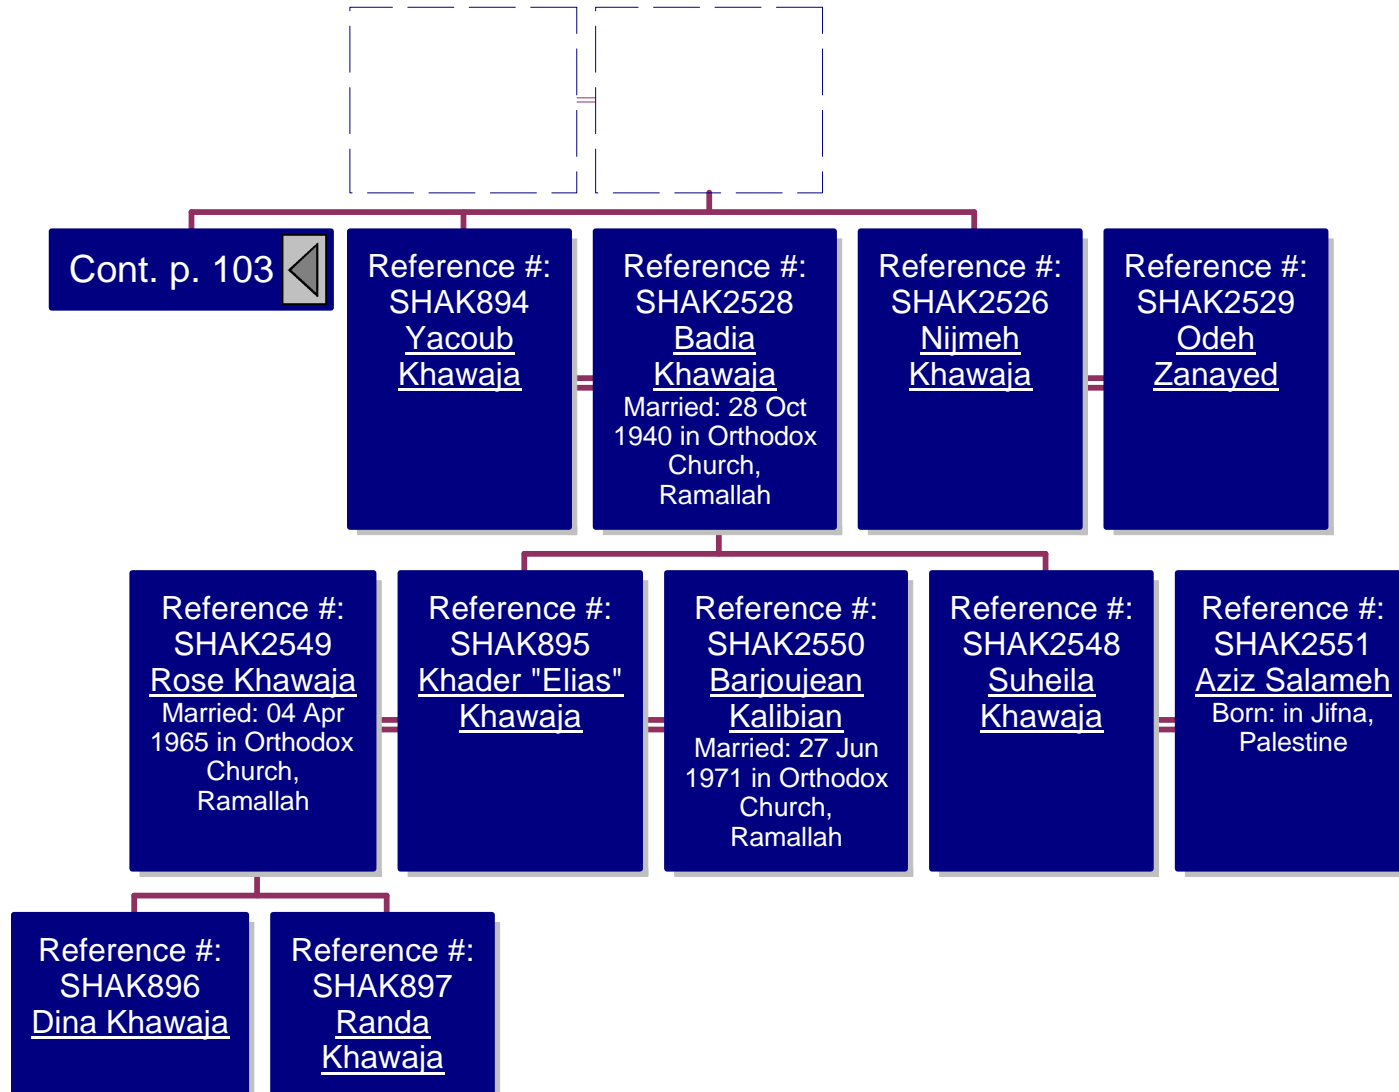 Cont. p. 103
Reference #:
SHAK894
Yacoub
Khawaja
Reference #:
SHAK2528
Badia
Khawaja
Married: 28 Oct
1940 in Orthodox
Church,
Ramallah
Reference #:
SHAK2526
Nijmeh
Khawaja
Reference #:
SHAK2529
Odeh
Zanayed
Reference #:
SHAK2549
Rose Khawaja
Married: 04 Apr
1965 in Orthodox
Church,
Ramallah
Reference #:
SHAK895
Khader "Elias"
Khawaja
Reference #:
SHAK2550
Barjoujean
Kalibian
Married: 27 Jun
1971 in Orthodox
Church,
Ramallah
Reference #:
SHAK2548
Suheila
Khawaja
Reference #:
SHAK2551
Aziz Salameh
Born: in Jifna,
Palestine
Reference #:
SHAK896
Dina Khawaja
Reference #:
SHAK897
Randa
Khawaja